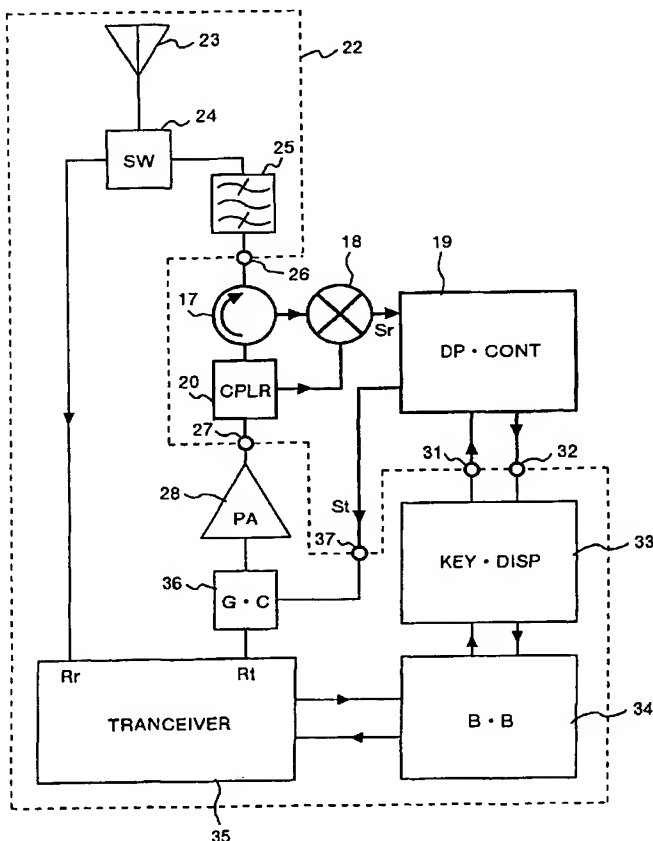 23
22
24
SW
25
26
18
19
17
Sr
DP・CONT
20
CPLR
27
31
32
28
PA
St
37
KEY・DISP
33
36
G・C
Rr
Rt
TRANCEIVER
B・B
34
35